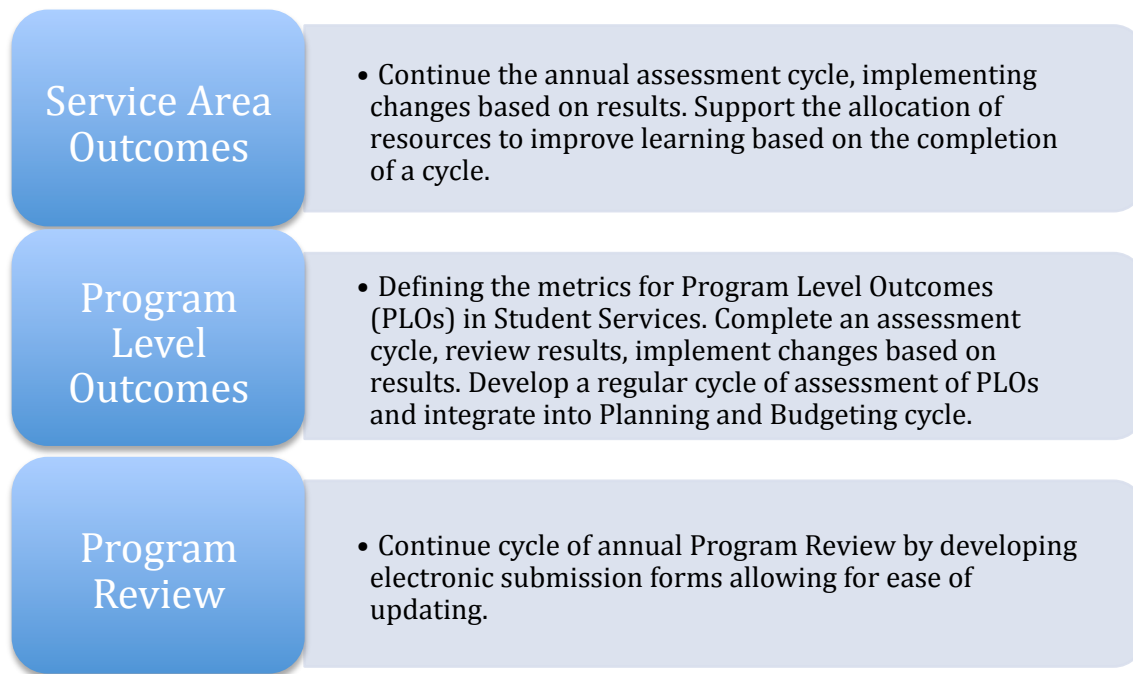 Service Area
Outcomes
• Continue the annual assessment cycle, implementing
changes based on results. Support the allocation of
resources to improve learning based on the completion
of a cycle.
Program
Level
Outcomes
• Defining the metrics for Program Level Outcomes
(PLOs) in Student Services. Complete an assessment
cycle, review results, implement changes based on
results. Develop a regular cycle of assessment of PLOs
and integrate into Planning and Budgeting cycle.
Program
Review
• Continue cycle of annual Program Review by developing
electronic submission forms allowing for ease of
updating.